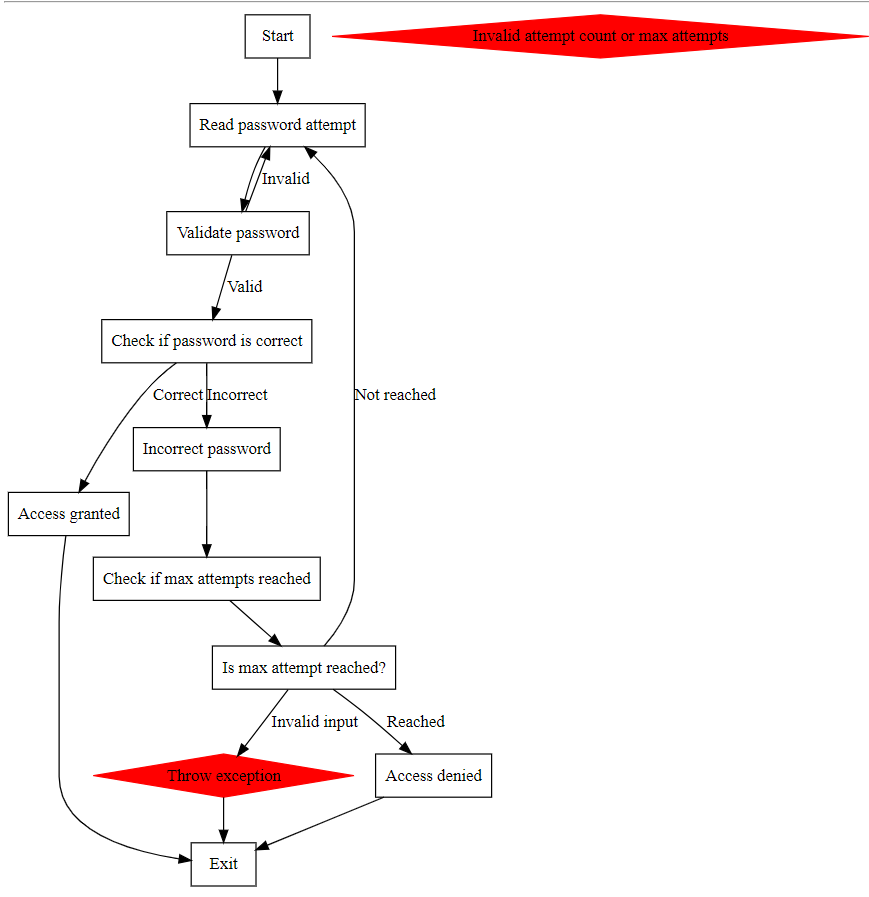 Start
Invalid attempt count or max attempts
Read password attempt
Invalid
Validate password
Valid
Check if password is correct
Correct
Incorrect
Not reached
Incorrect password
Access granted
Check if max attempts reached
Is max attempt reached?
Invalid input
Reached
Throw exception
Access denied
Exit